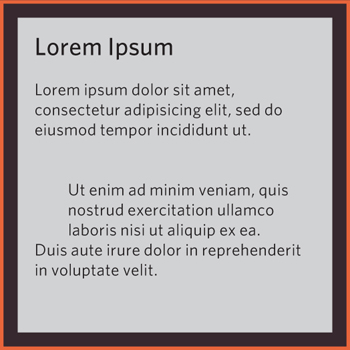 Lorem Ipsum
Lorem ipsum dolor sit amet,
consectetur adipisicing elit, sed do
eiusmod tempor incididunt ut.
Ut enim ad minim veniam, quis
nostrud exercitation ullamco
laboris nisi ut aliquip ex ea.
Duis aute irure dolor in reprehenderit
in voluptate velit.